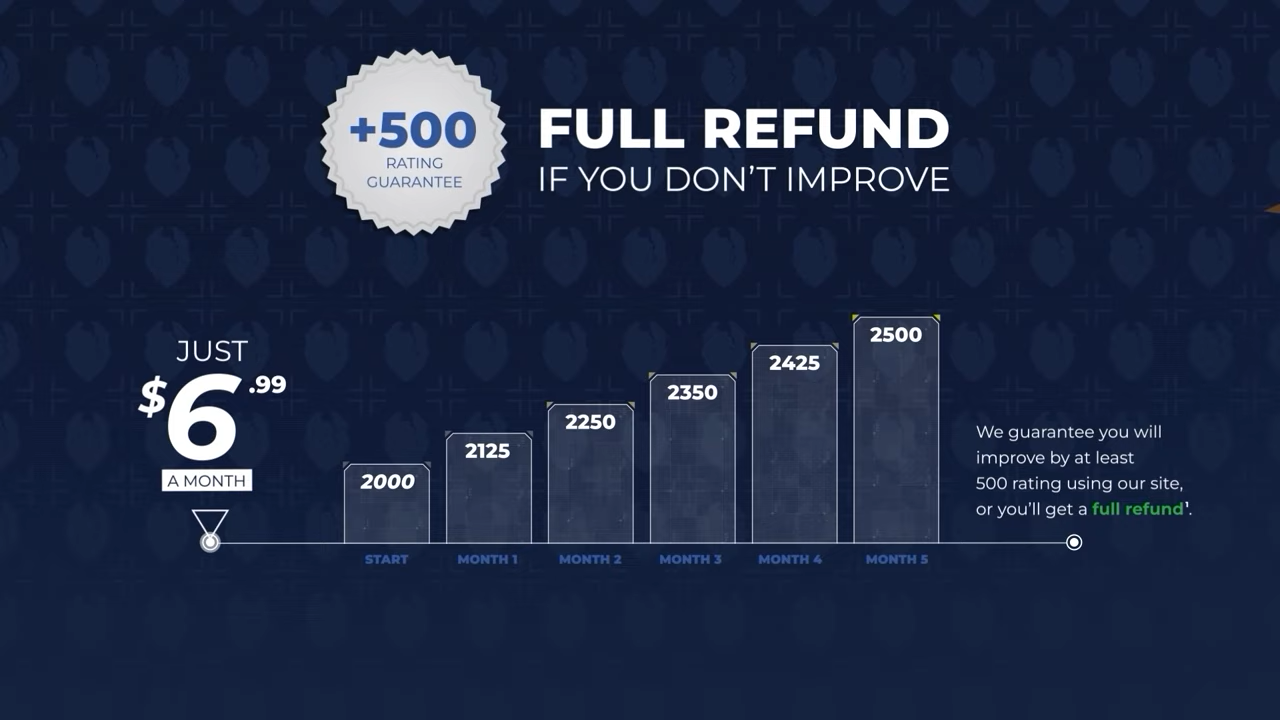 +500
RATING
GUARANTEE
FULL REFUND
IF YOU DON'T IMPROVE
JUST
$6.99
A MONTH
2000
2125
2250
2350
2425
2500
START
MONTH 1
MONTH 2
MONTH 3
MONTH 4
MONTH 5
We guarantee you will
improve by at least
500 rating using our site,
or you'll get a full refund¹.